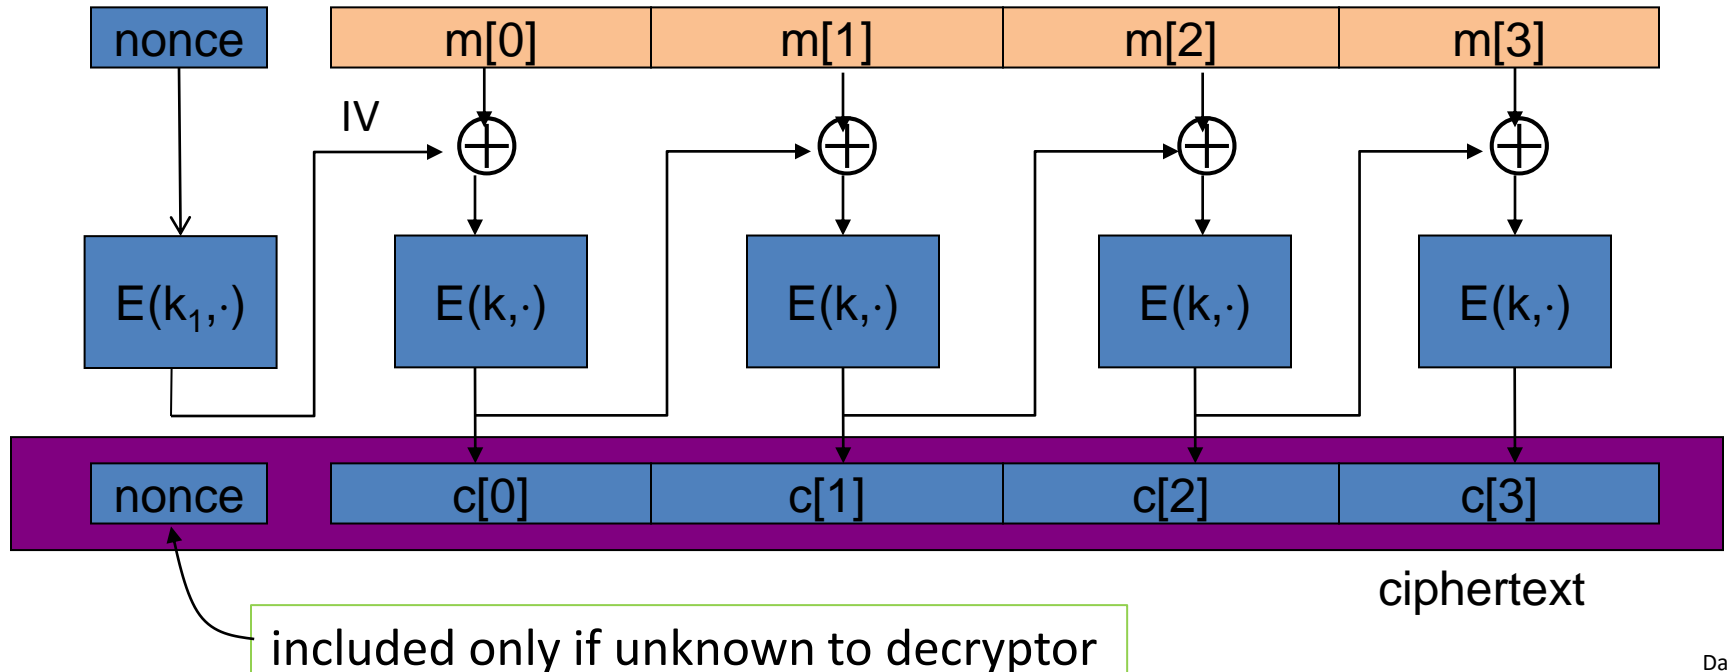 nonce m[0] m[1] m[2] m[3]
IV
E(k₁,·) E(k,·) E(k,·) E(k,·) E(k,·)
nonce c[0] c[1] c[2] c[3]
ciphertext
included only if unknown to decryptor
Da